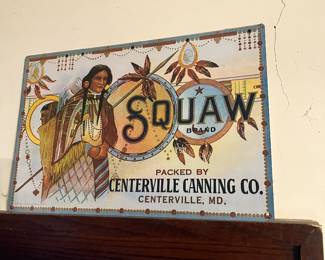 SQUAW
BRAND
PACKED BY
CENTERVILLE CANNING CO.
CENTERVILLE, MD.